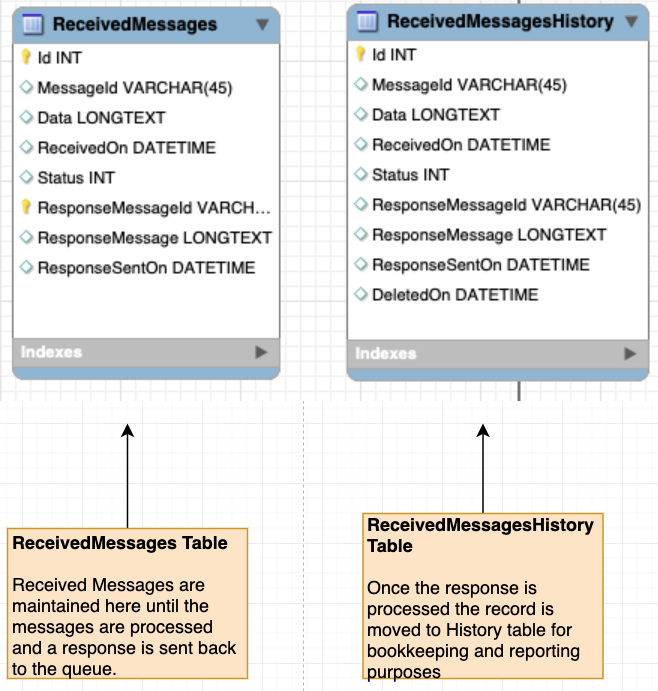 ReceivedMessages
Id INT
MessageId VARCHAR(45)
Data LONGTEXT
ReceivedOn DATETIME
Status INT
ResponseMessageId VARCH...
ResponseMessage LONGTEXT
ResponseSentOn DATETIME
Indexes
ReceivedMessagesHistory
Id INT
MessageId VARCHAR(45)
Data LONGTEXT
ReceivedOn DATETIME
Status INT
ResponseMessageId VARCHAR(45)
ResponseMessage LONGTEXT
ResponseSentOn DATETIME
DeletedOn DATETIME
Indexes
ReceivedMessages Table
Received Messages are
maintained here until the
messages are processed
and a response is sent back
to the queue.
ReceivedMessagesHistory
Table
Once the response is
processed the record is
moved to History table for
bookkeeping and reporting
purposes